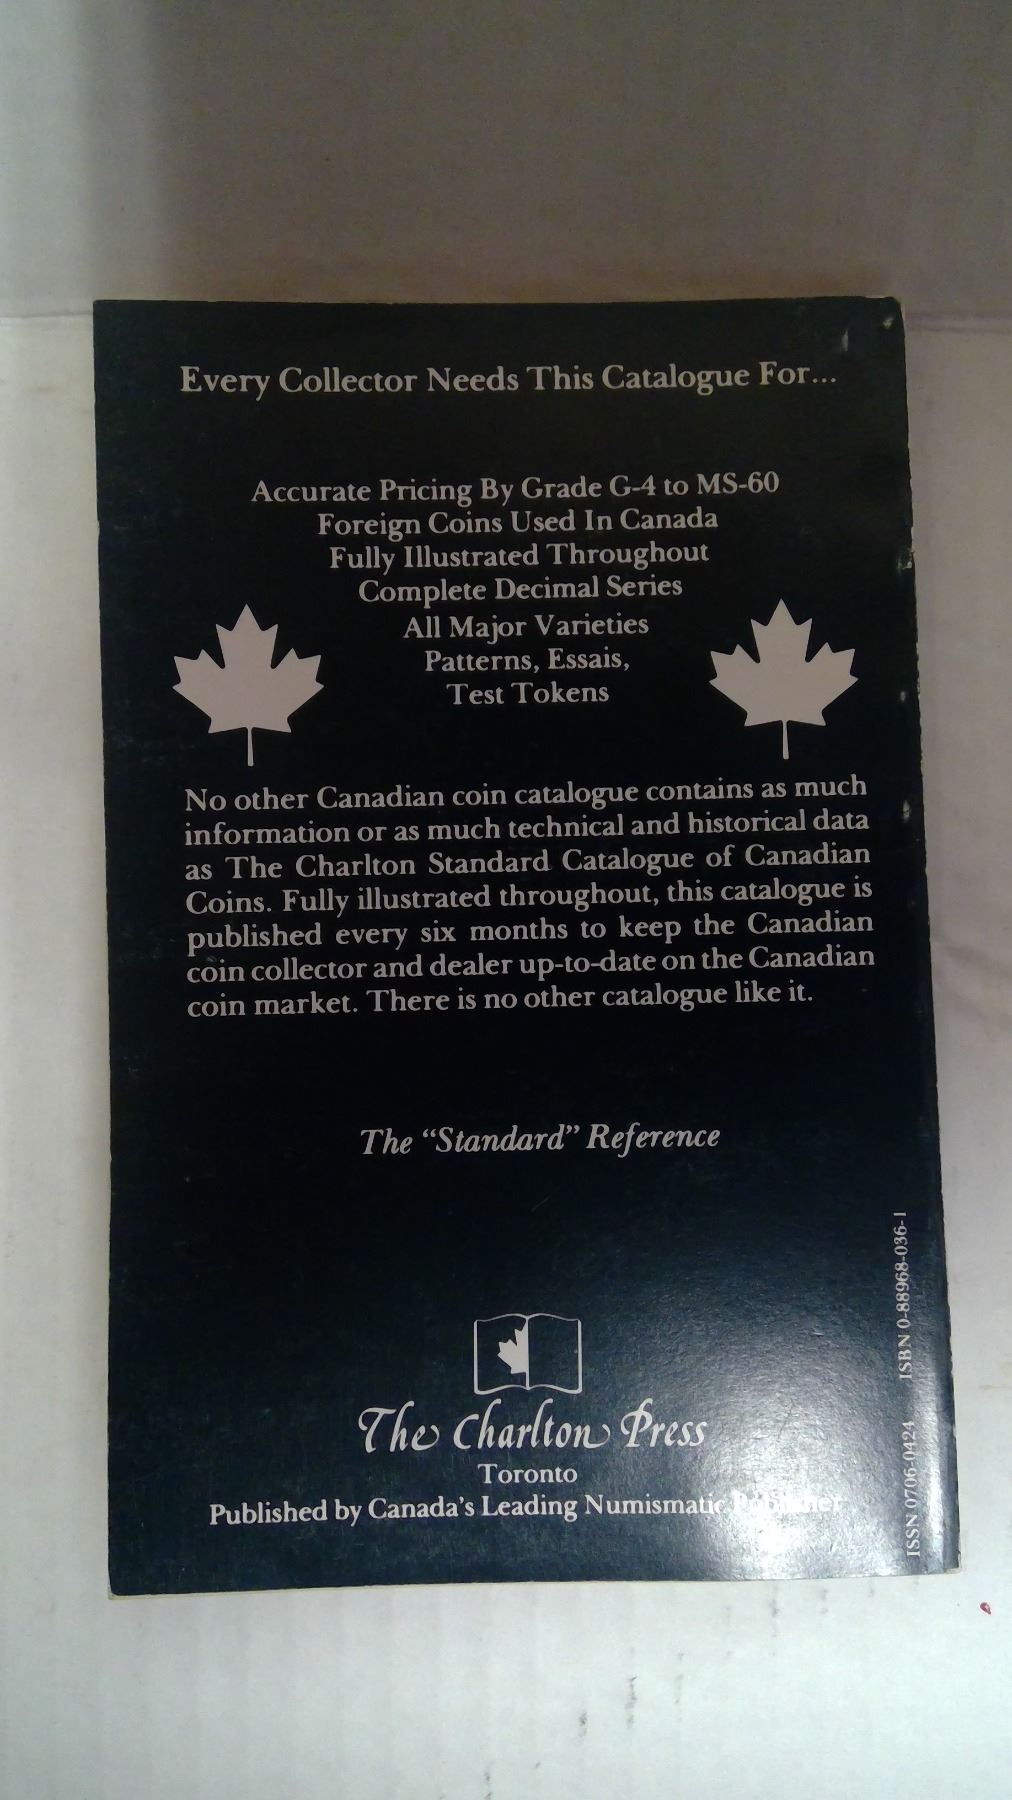 Every Collector Needs This Catalogue For...
Accurate Pricing By Grade G-4 to MS-60
Foreign Coins Used In Canada
Fully Illustrated Throughout
Complete Decimal Series
All Major Varieties
Patterns, Essais,
Test Tokens
No other Canadian coin catalogue contains as much
information or as much technical and historical data
as The Charlton Standard Catalogue of Canadian
Coins. Fully illustrated throughout, this catalogue is
published every six months to keep the Canadian
coin collector and dealer up-to-date on the Canadian
coin market. There is no other catalogue like it.
The “Standard” Reference
The Charlton Press
Toronto
Published by Canada's Leading Numismatic Publisher
ISSN 0706-0424 ISBN 0-88968-036-1